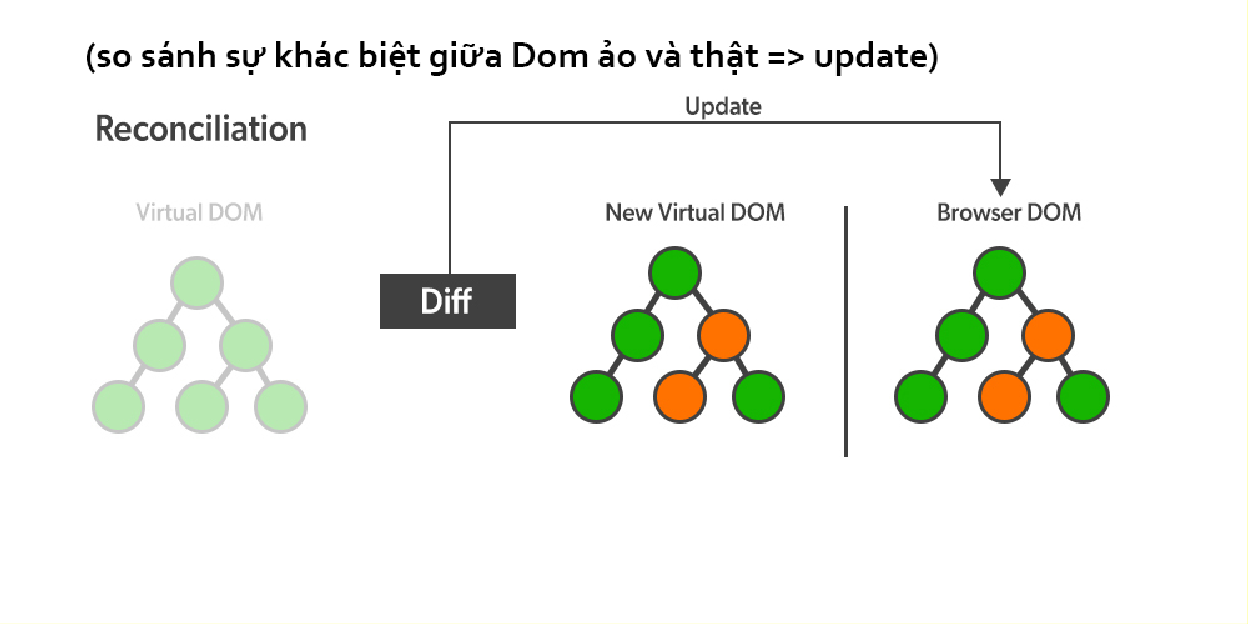 (so sánh sự khác biệt giữa Dom ảo và thật => update)
Update
Reconciliation
Virtual DOM
New Virtual DOM
Browser DOM
Diff